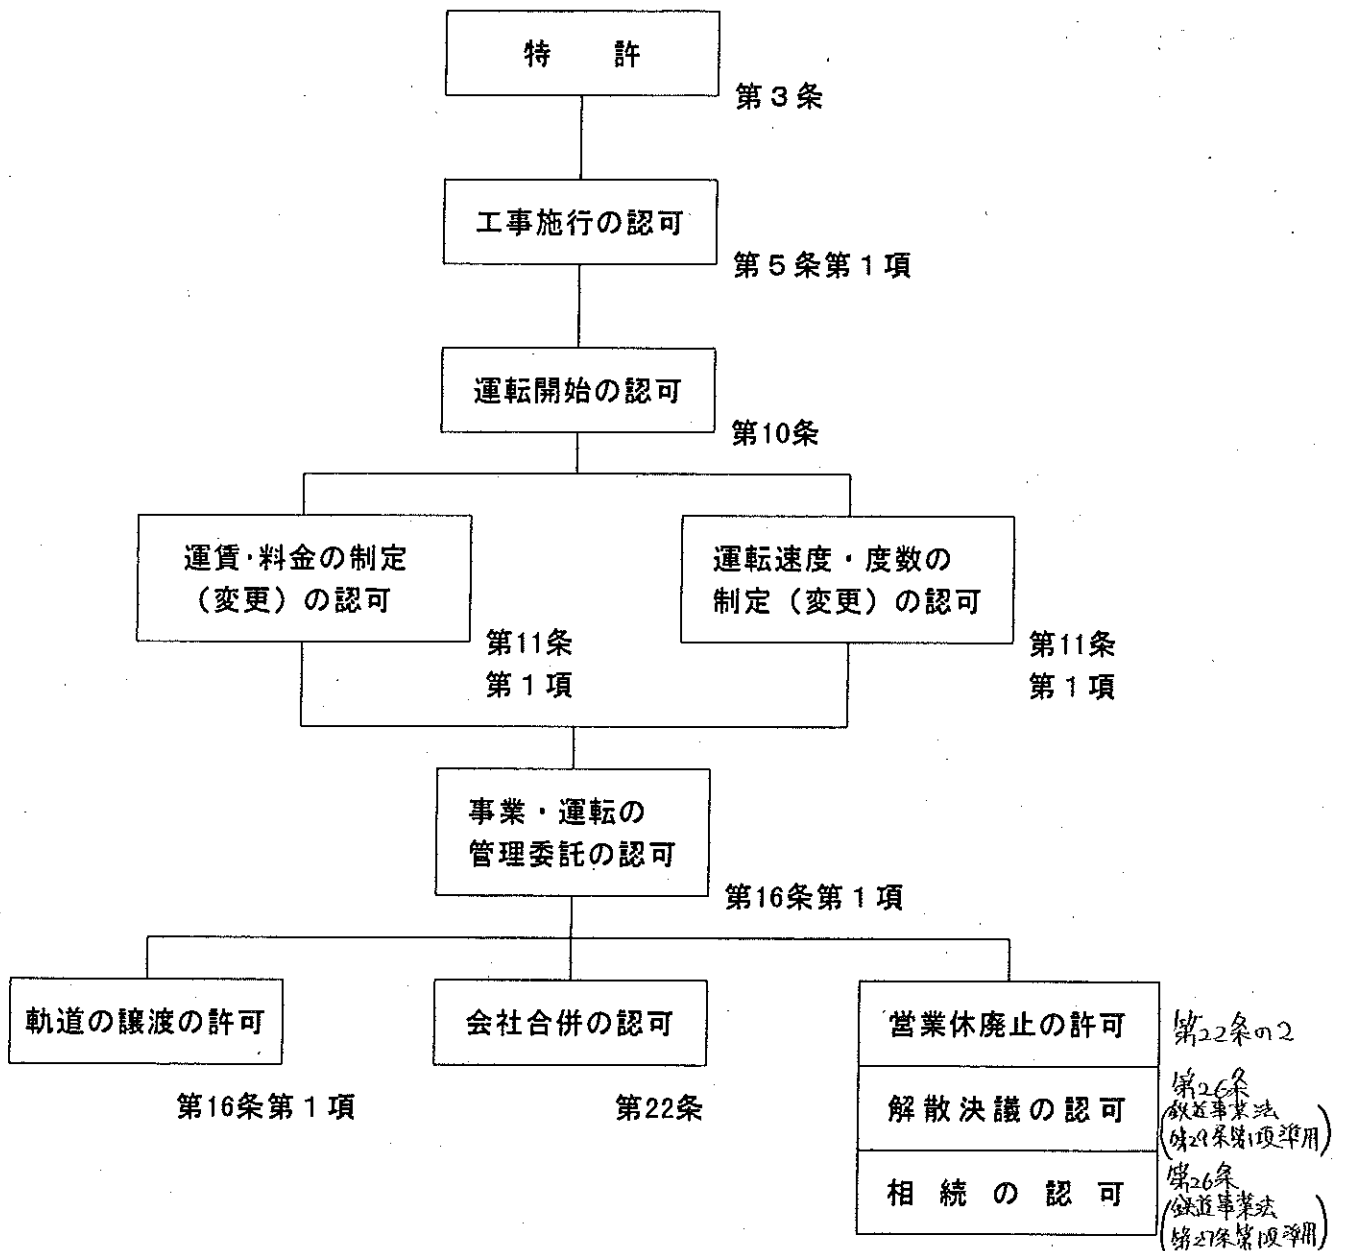 特　許
第３条
工事施行の認可
第５条第１項
運転開始の認可
第10条
運賃・料金の制定
（変更）の認可
第11条
第１項
運転速度・度数の
制定（変更）の認可
第11条
第１項
事業・運転の
管理委託の認可
第16条第１項
軌道の譲渡の許可
第16条第１項
会社合併の認可
第22条
営業休廃止の許可
第22条の2
解散決議の認可
第26条
(鉄道事業法
第29条第1項準用)
相続の認可
第26条
(鉄道事業法
第27条第1項準用)